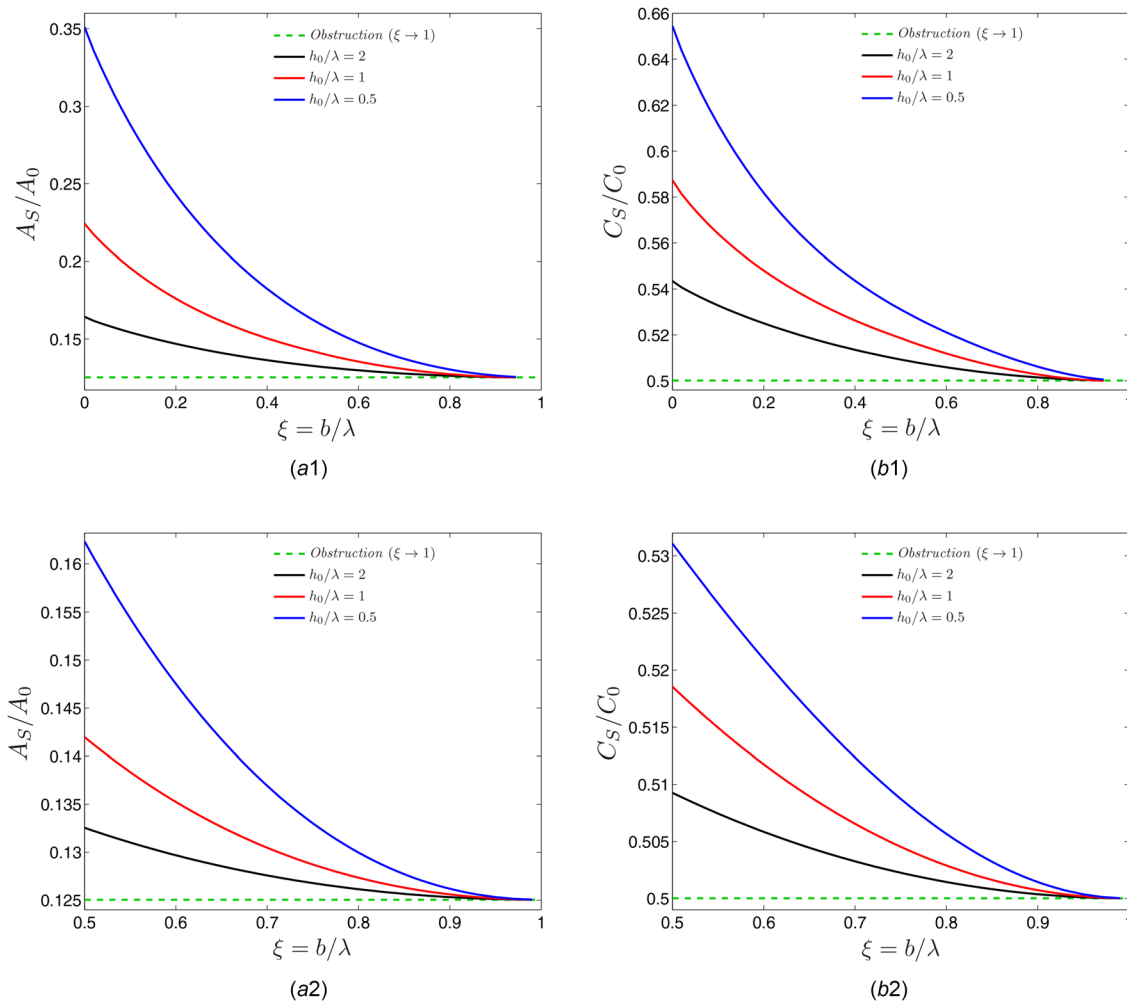 0.35
0.3
0.25
0.2
0.15
A_S/A_0
Obstruction (ξ → 1)
h_0/λ = 2
h_0/λ = 1
h_0/λ = 0.5
0 0.2 0.4 0.6 0.8 1
ξ = b/λ
(a1)
0.66
0.64
0.62
0.6
0.58
0.56
0.54
0.52
0.5
C_S/C_0
Obstruction (ξ → 1)
h_0/λ = 2
h_0/λ = 1
h_0/λ = 0.5
0 0.2 0.4 0.6 0.8 1
ξ = b/λ
(b1)
0.16
0.155
0.15
0.145
0.14
0.135
0.13
0.125
A_S/A_0
Obstruction (ξ → 1)
h_0/λ = 2
h_0/λ = 1
h_0/λ = 0.5
0.5 0.6 0.7 0.8 0.9 1
ξ = b/λ
(a2)
0.53
0.525
0.52
0.515
0.51
0.505
0.5
C_S/C_0
Obstruction (ξ → 1)
h_0/λ = 2
h_0/λ = 1
h_0/λ = 0.5
0.5 0.6 0.7 0.8 0.9 1
ξ = b/λ
(b2)